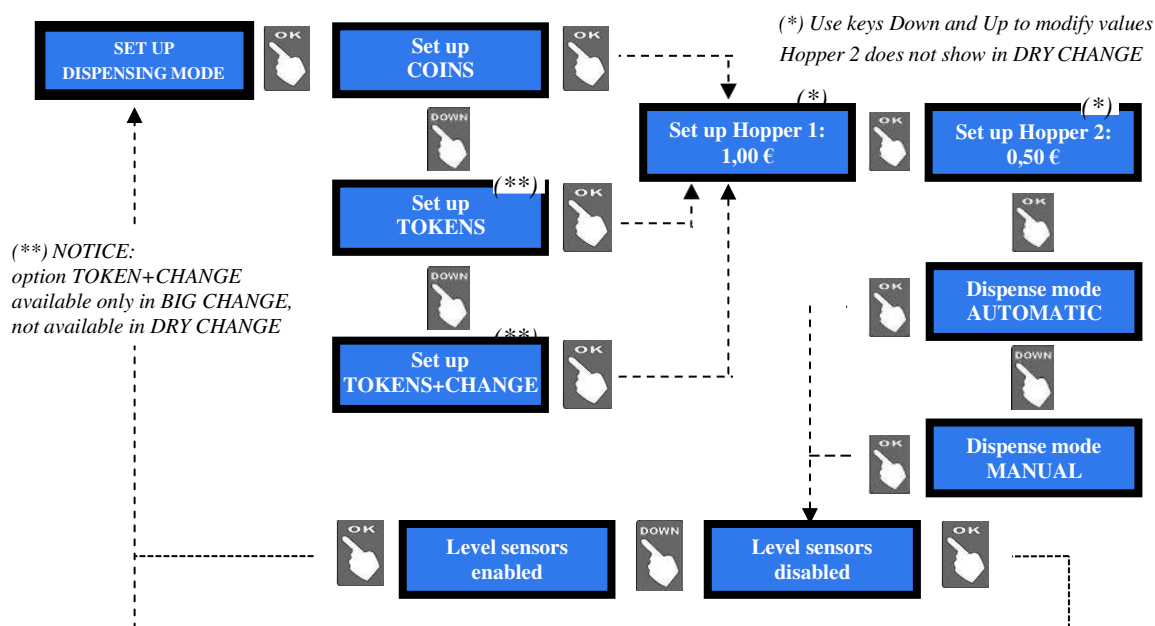 (*) Use keys Down and Up to modify values
Hopper 2 does not show in DRY CHANGE
SET UP
DISPENSING MODE
OK
Set up
COINS
OK
DOWN
(*)
Set up Hopper 1:
1,00 €
OK
(*)
Set up Hopper 2:
0,50 €
(**)
Set up
TOKENS
OK
OK
(**) NOTICE:
option TOKEN+CHANGE
available only in BIG CHANGE,
not available in DRY CHANGE
DOWN
OK
Dispense mode
AUTOMATIC
(**)
Set up
TOKENS+CHANGE
OK
DOWN
OK
Dispense mode
MANUAL
OK
Level sensors
enabled
DOWN
Level sensors
disabled
OK